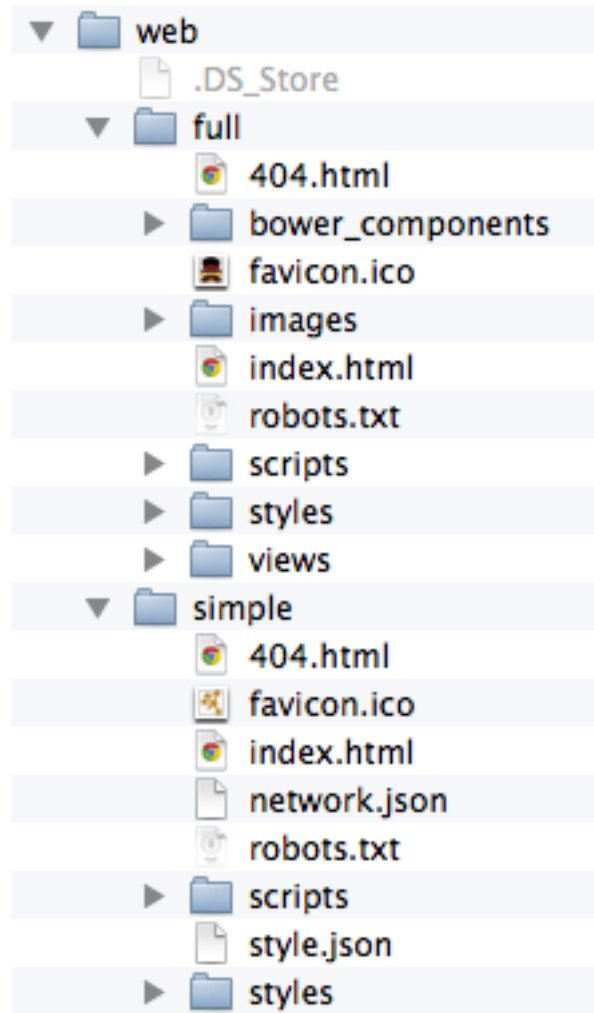 web
.DS_Store
full
404.html
bower_components
favicon.ico
images
index.html
robots.txt
scripts
styles
views
simple
404.html
favicon.ico
index.html
network.json
robots.txt
scripts
style.json
styles